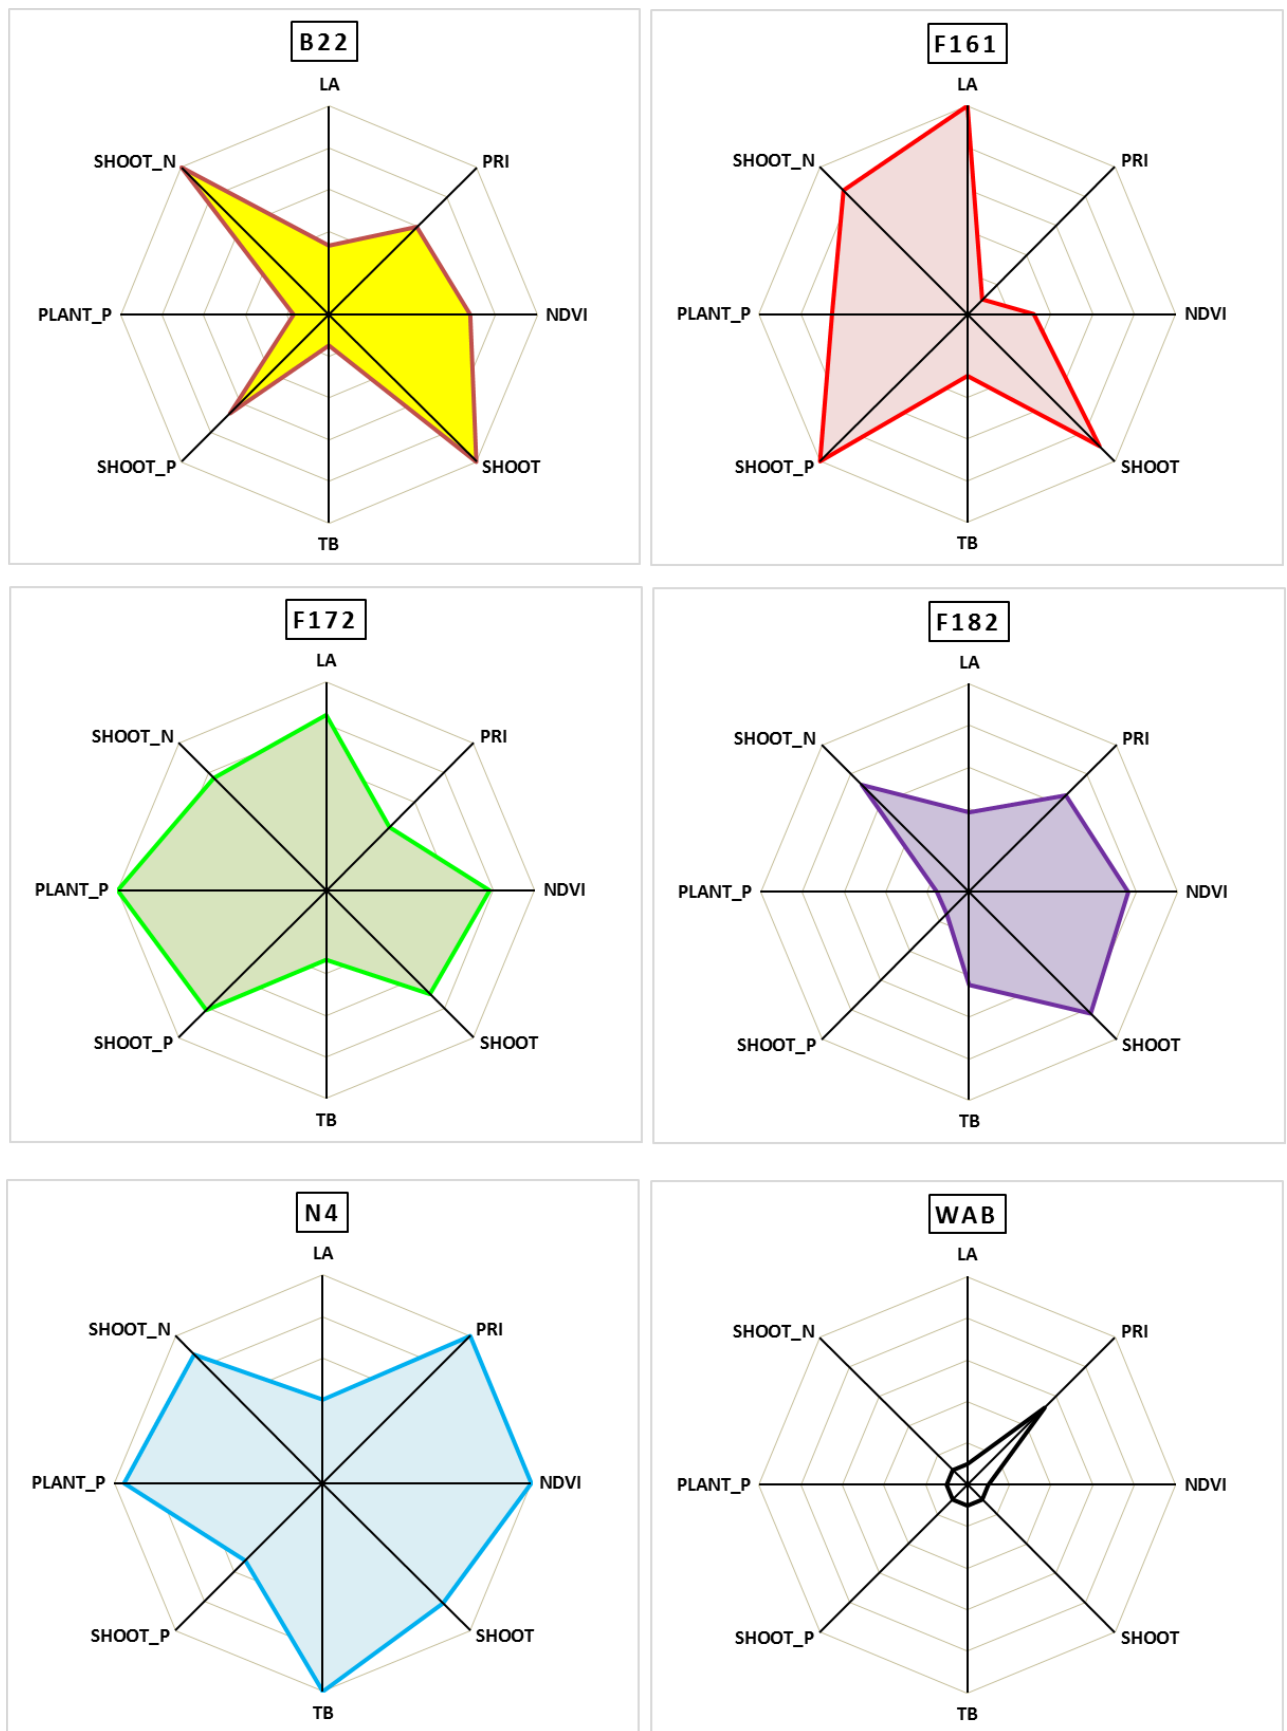 B22
LA
SHOOT_N
PRI
PLANT_P
NDVI
SHOOT_P
SHOOT
TB
F161
LA
SHOOT_N
PRI
PLANT_P
NDVI
SHOOT_P
SHOOT
TB
F172
LA
SHOOT_N
PRI
PLANT_P
NDVI
SHOOT_P
SHOOT
TB
F182
LA
SHOOT_N
PRI
PLANT_P
NDVI
SHOOT_P
SHOOT
TB
N4
LA
SHOOT_N
PRI
PLANT_P
NDVI
SHOOT_P
SHOOT
TB
WAB
LA
SHOOT_N
PRI
PLANT_P
NDVI
SHOOT_P
SHOOT
TB